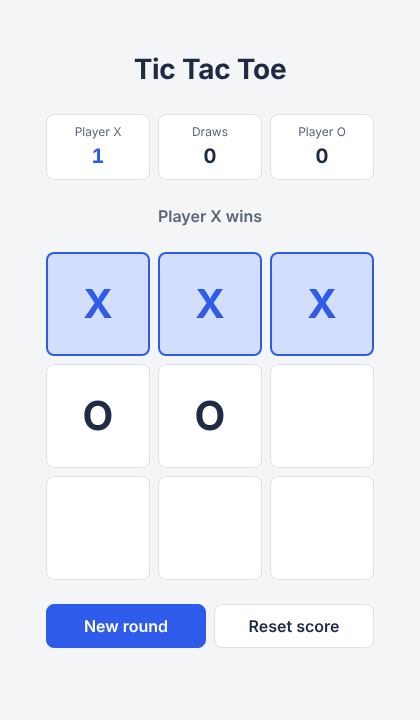 Tic Tac Toe
Player X
Draws
Player O
1
0
0
Player X wins
X X X
O O
New round
Reset score